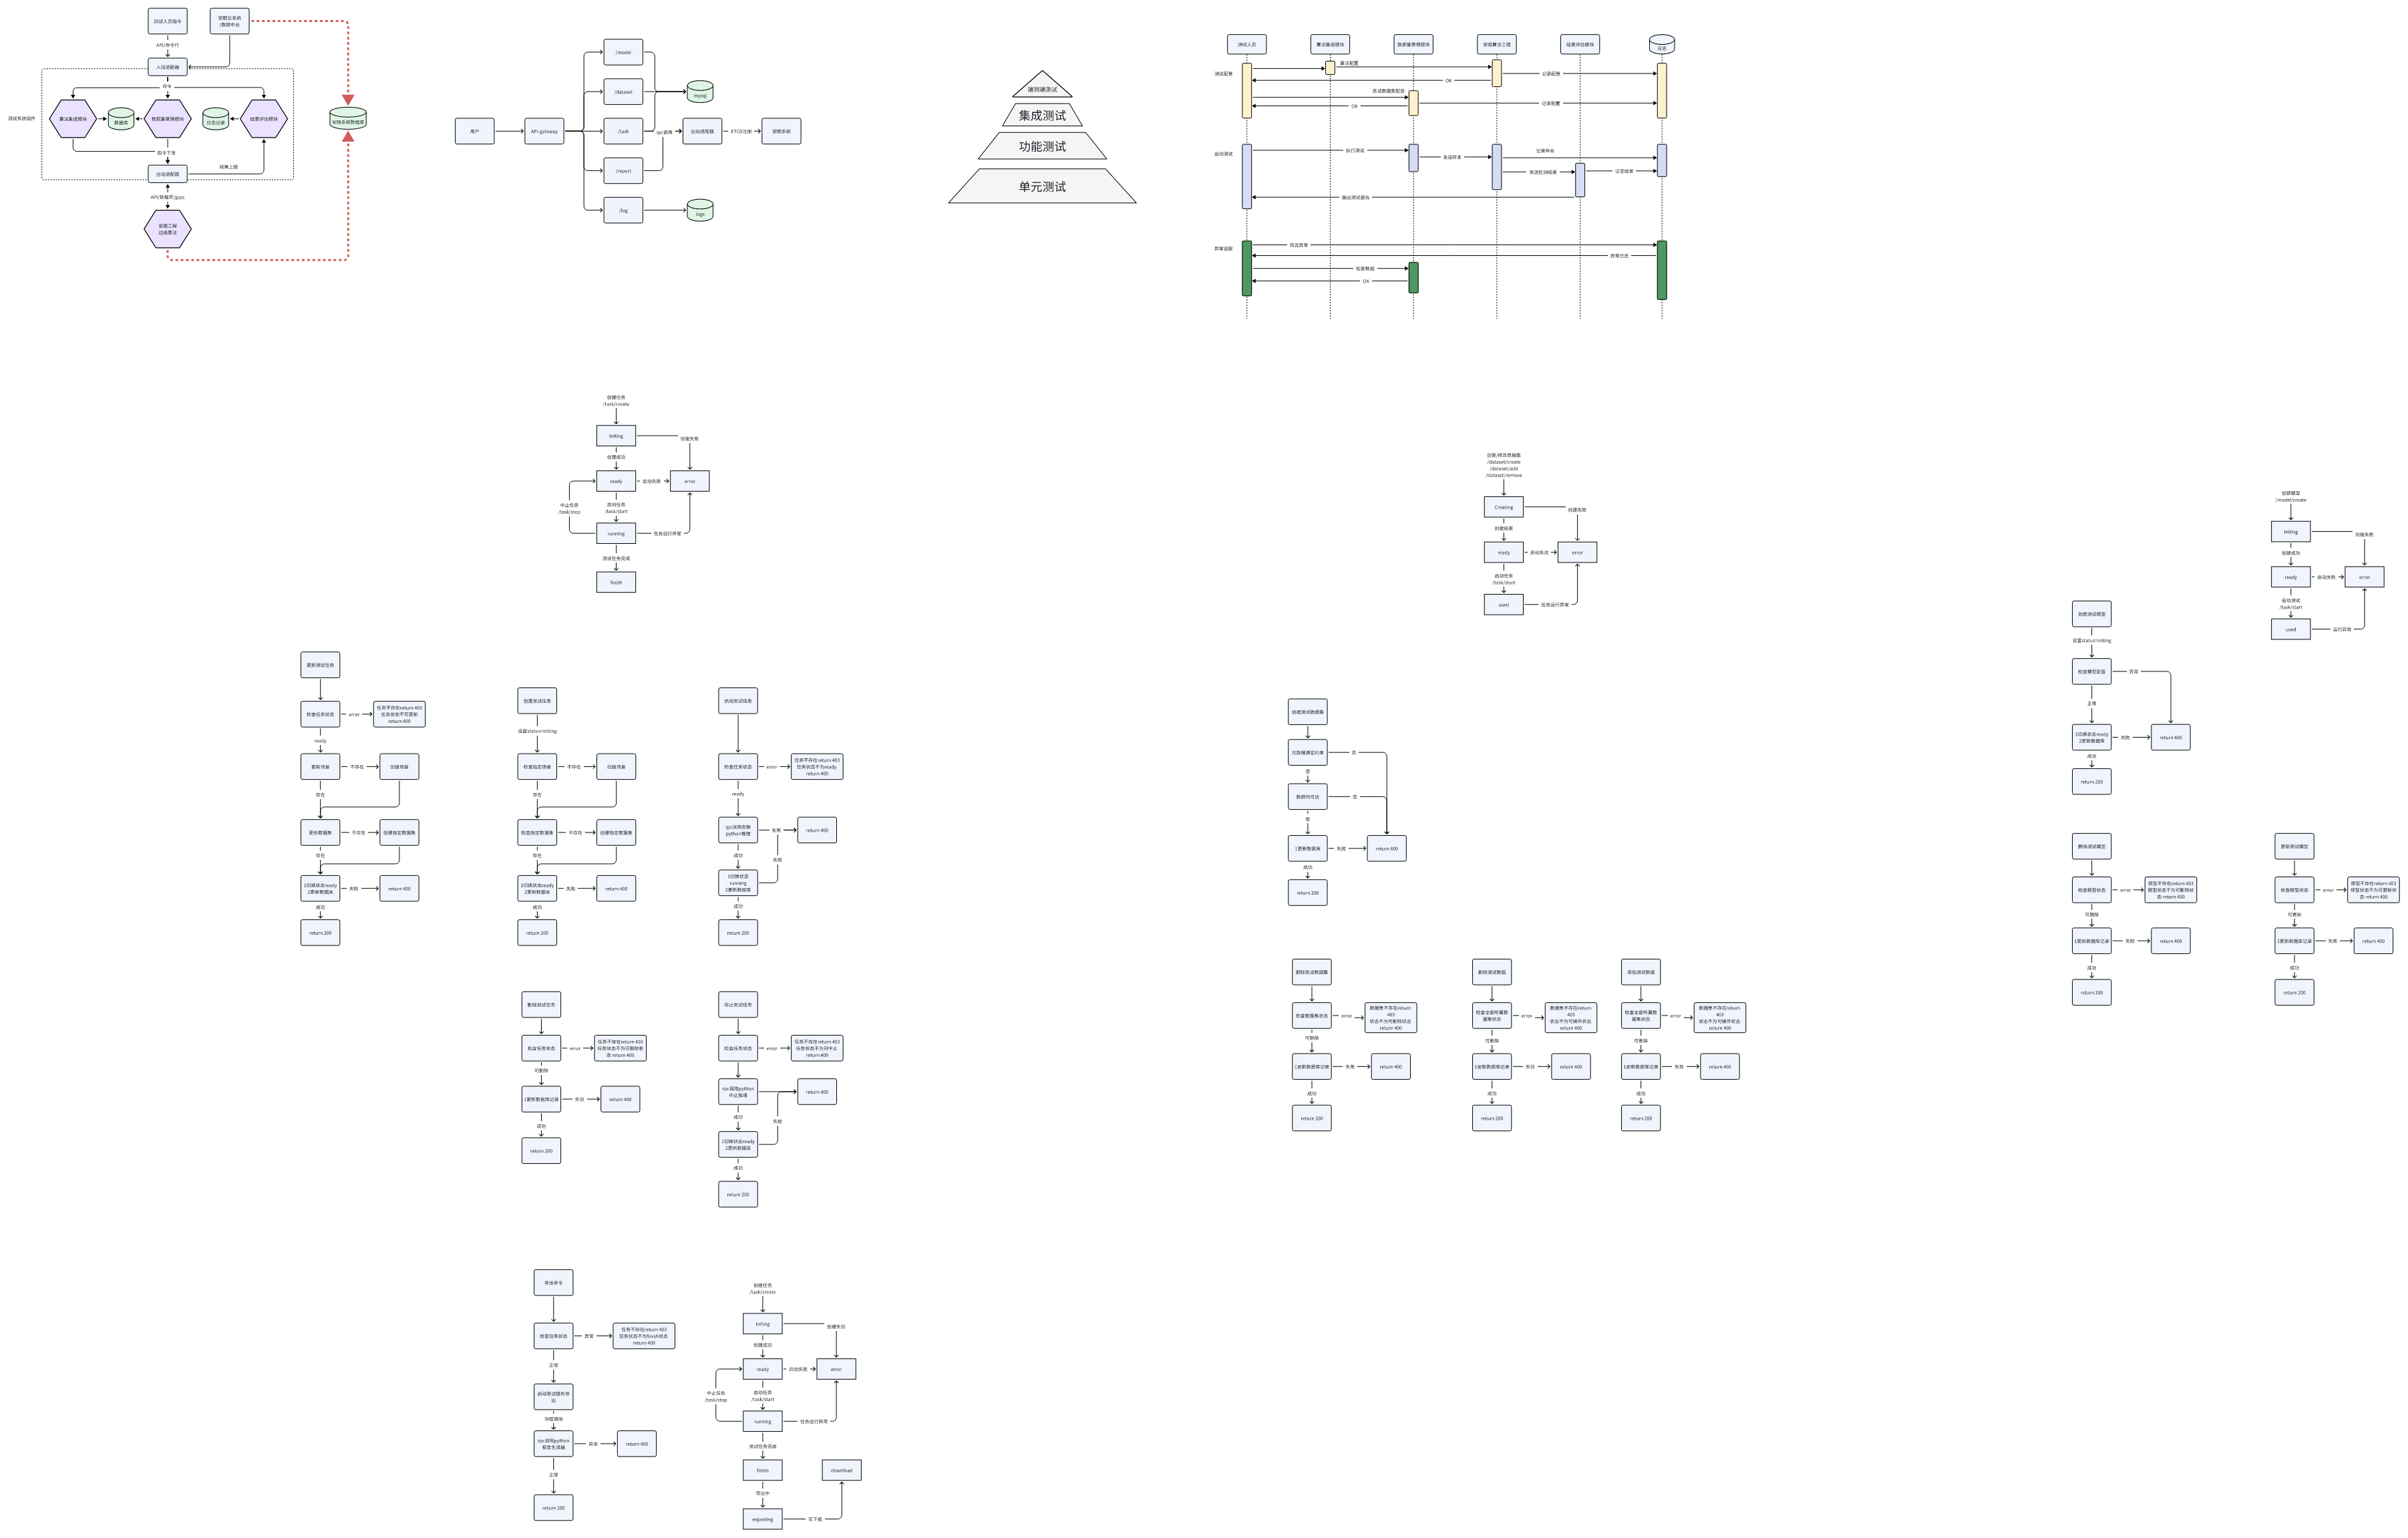 测试人员指令
/数据中台
API/命令行
入站适配器
命令
测试系统组件
算法集成模块
数据库
数据集管理模块
日志记录
结果评估模块
指令下发
出站适配器
结果上报
API/数据库/grpc
边缘算法
用户
API-gateway
/model
/dataset
/task
/report
/log
mysql
logs
rpc调用
出站适配器
ETCD注册
端到端测试
集成测试
功能测试
单元测试
测试人员
算法集成模块
数据集管理模块
结果评估模块
日志
测试配置
算法配置
记录配置
OK
测试数据集配置
记录配置
OK
启动测试
执行测试
发送样本
记录样本
发送检测结果
记录结果
输出测试报告
异常追踪
筛选异常
异常日志
检索数据
OK
创建任务
/task/create
Initing
创建失败
创建成功
ready
启动失败
error
中止任务
/task/stop
启动任务
/task/start
running
任务运行异常
测试任务完成
finish
创建/修改数据集
/dataset/create
/dataset/add
/dataset/remove
Creating
创建失败
创建结束
ready
启动失败
error
启动任务
/task/start
used
任务运行异常
创建模型
/model/create
Initing
创建失败
创建成功
ready
启动失败
error
启动测试
/task/start
used
运行异常
更新测试任务
检查任务状态
error
任务不存在return 403
任务状态不可更新
return 400
ready
更新场景
不存在
创建场景
存在
更新数据集
不存在
创建指定数据集
存在
1切换状态ready
2更新数据库
失败
return 400
成功
return 200
创建测试任务
设置status=initing
检查指定场景
不存在
创建场景
存在
检查指定数据集
不存在
创建指定数据集
存在
1切换状态ready
2更新数据库
失败
return 400
成功
return 200
启动测试任务
检查任务状态
error
任务不存在return 403
任务状态不为ready
return 400
ready
python推理
失败
return 400
成功
失败
1切换状态
running
2更新数据库
成功
return 200
创建测试数据集
元数据满足约束
否
是
数据均可达
否
是
1更新数据库
失败
return 400
成功
return 200
创建测试模型
设置status=initing
检查模型配置
异常
正常
1切换状态ready
2更新数据库
失败
return 400
成功
return 200
删除测试模型
检查模型状态
error
模型不存在return 403
模型状态不为可删除状
态 return 400
可删除
1更新数据库记录
失败
return 400
成功
return 200
更新测试模型
检查模型状态
error
模型不存在return 403
模型状态不为可更新状
态 return 400
可更新
1更新数据库记录
失败
return 400
成功
return 200
删除测试任务
检查任务状态
error
任务不存在return 403
任务状态不为可删除状
态 return 400
可删除
1更新数据库记录
失败
return 400
成功
return 200
停止测试任务
检查任务状态
error
任务不存在return 403
任务状态不为可中止
return 400
rpc调用python
中止推理
return 400
成功
失败
1切换状态ready
2更新数据库
成功
return 200
删除测试数据集
检查数据集状态
error
数据集不存在return
403
状态不为可删除状态
return 400
可删除
1更新数据库记录
失败
return 400
成功
return 200
删除测试数据
检查全部所属数
据集状态
error
数据集不存在return
403
状态不为可操作状态
return 400
可删除
1更新数据库记录
失败
return 400
成功
return 200
添加测试数据
检查全部所属数
据集状态
error
数据集不存在return
403
状态不为可操作状态
return 400
可删除
1更新数据库记录
失败
return 400
成功
return 200
导出命令
检查任务状态
异常
任务不存在return 403
任务状态不为finish状态
return 400
正常
启动测试报告导
出
协程调用
rpc调用python
报告生成器
异常
return 400
正常
return 200
创建任务
/task/create
Initing
创建失败
创建成功
ready
启动失败
error
中止任务
/task/stop
启动任务
/task/start
running
任务运行异常
测试任务完成
finish
download
导出中
exporting
可下载